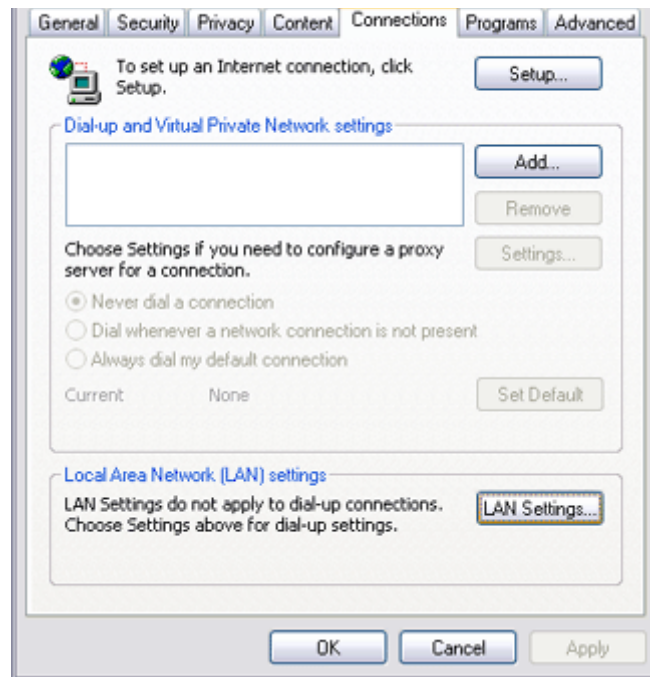 General Security Privacy Content Connections Programs Advanced
To set up an Internet connection, click
Setup.
Setup...
Dial-up and Virtual Private Network settings
Add...
Remove
Choose Settings if you need to configure a proxy
server for a connection.
Settings...
Never dial a connection
Dial whenever a network connection is not present
Always dial my default connection
Current None
Set Default
Local Area Network (LAN) settings
LAN Settings do not apply to dial-up connections.
Choose Settings above for dial-up settings.
LAN Settings...
OK Cancel Apply